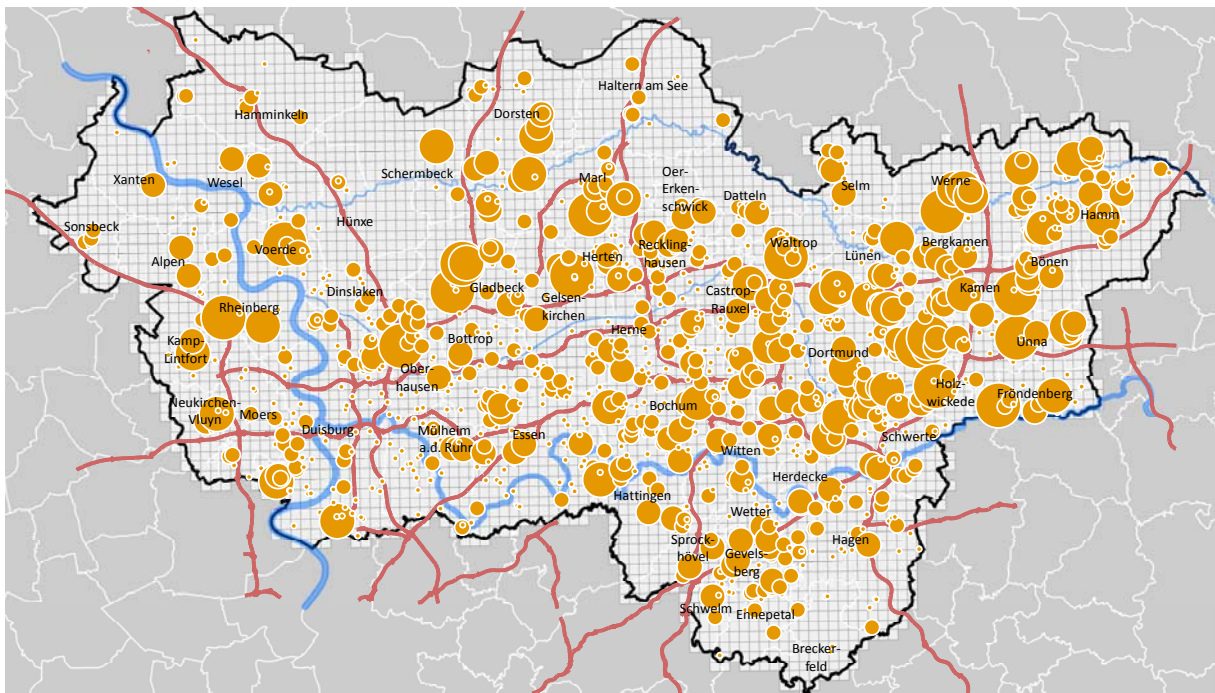 Haltern am See
Hamminkeln
Dorsten
Schermbeck
Marl
Oer-
Erken-
schwick
Xanten
Wesel
Datteln
Selm
Werne
Hamm
Sonsbeck
Hünxe
Voerde
Alpen
Reckling-
hausen
Herten
Waltrop
Lünen
Bergkamen
Bönen
Dinslaken
Gladbeck
Gelsen-
kirchen
Castrop-
Rauxel
Kamen
Rheinberg
Herne
Bottrop
Unna
Kamp-
Lintfort
Dortmund
Ober-
hausen
Holz-
wickede
Fröndenberg
Neukirchen-
Vluyn
Moers
Bochum
Duisburg
Mülheim
a.d. Ruhr
Essen
Schwerte
Witten
Herdecke
Hattingen
Wetter
Sprock-
hövel
Gevels-
berg
Hagen
Schwelm
Ennepetal
Brecker-
feld